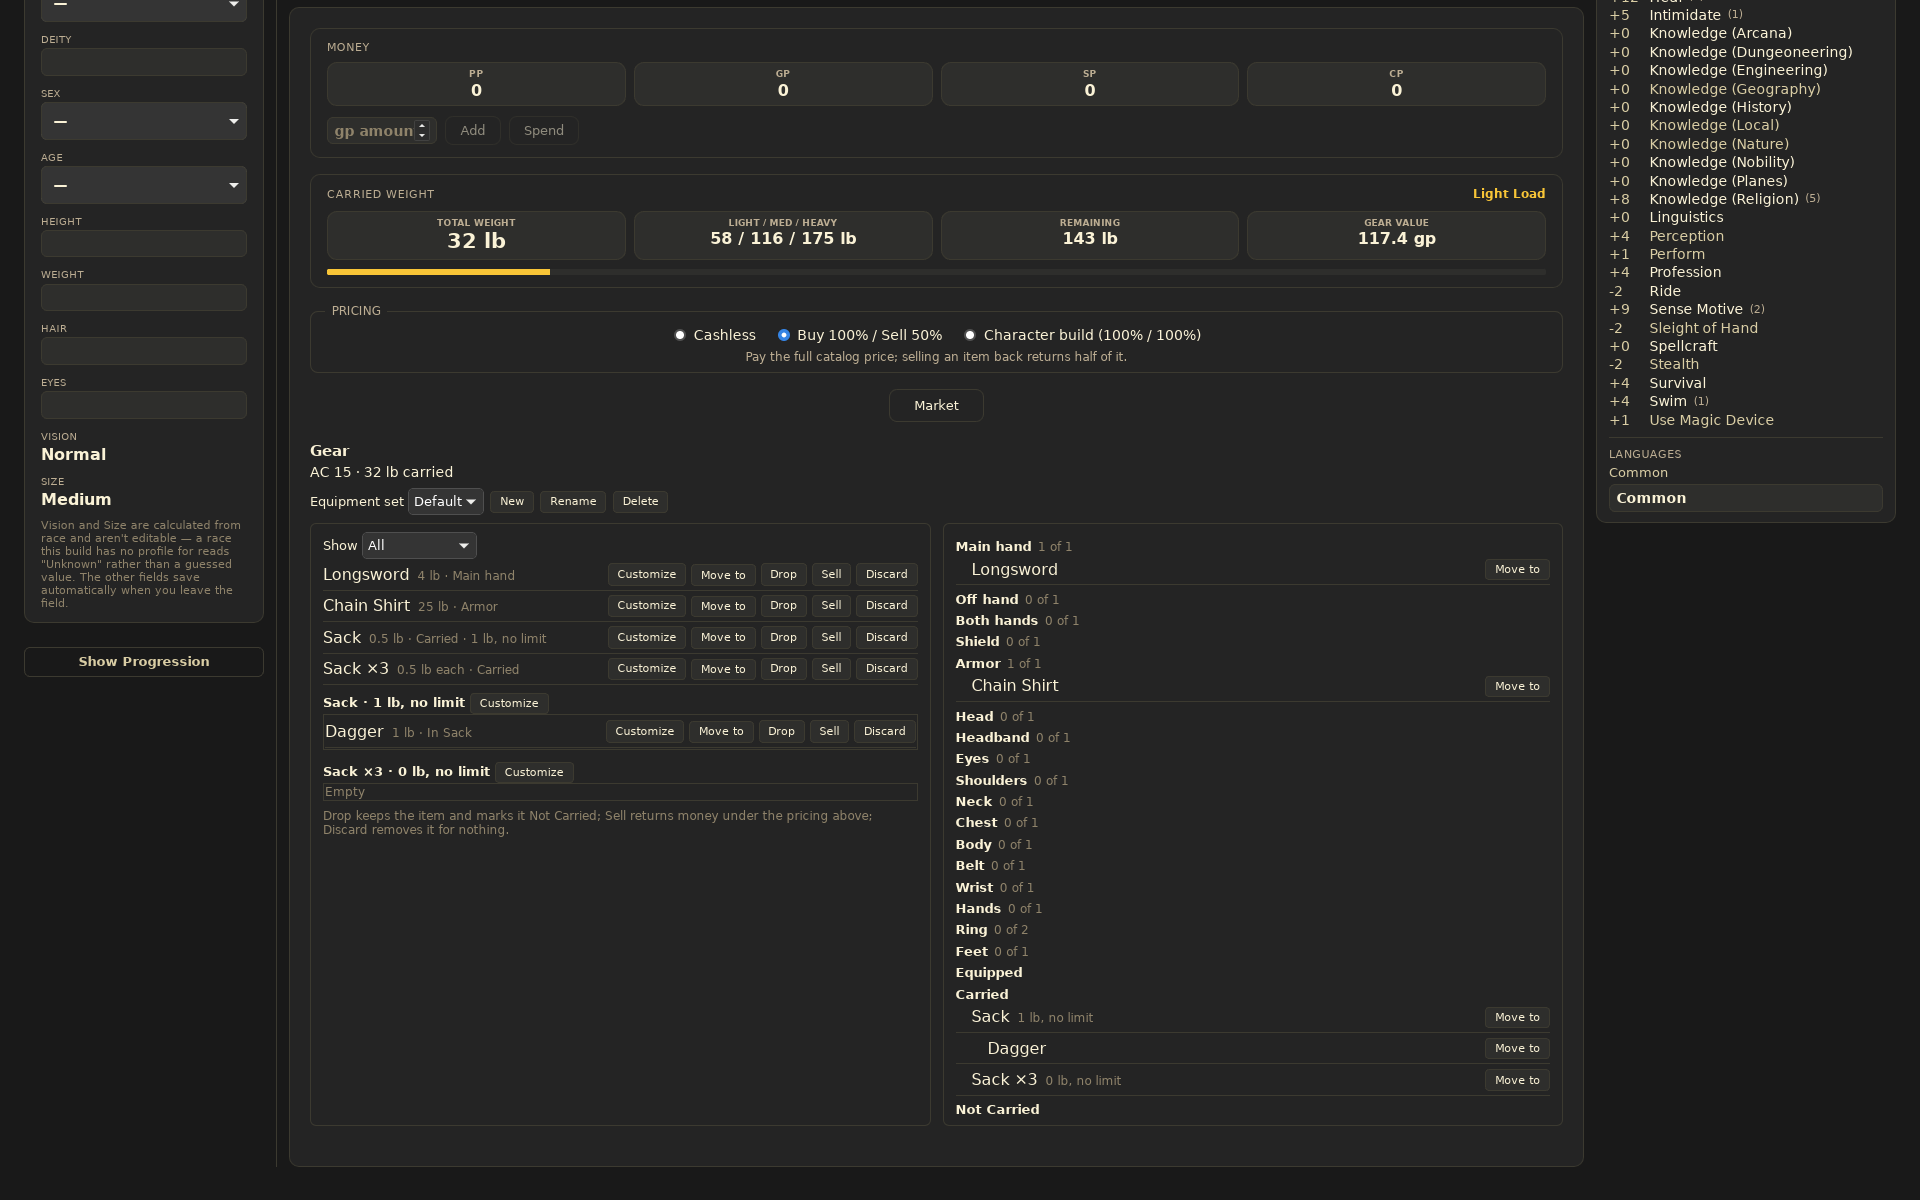 —
DEITY
SEX
—
AGE
—
HEIGHT
WEIGHT
HAIR
EYES
VISION
Normal
SIZE
Medium
Vision and Size are calculated from
race and aren't editable — a race
this build has no profile for reads
"Unknown" rather than a guessed
value. The other fields save
automatically when you leave the
field.
Show Progression
MONEY
PP
0
GP
0
SP
0
CP
0
gp amoun
Add
Spend
CARRIED WEIGHT
Light Load
TOTAL WEIGHT
32 lb
LIGHT / MED / HEAVY
58 / 116 / 175 lb
REMAINING
143 lb
GEAR VALUE
117.4 gp
PRICING
Cashless
Buy 100% / Sell 50%
Character build (100% / 100%)
Pay the full catalog price; selling an item back returns half of it.
Market
Gear
AC 15 · 32 lb carried
Equipment set Default New Rename Delete
Show All
Longsword 4 lb · Main hand Customize Move to Drop Sell Discard
Chain Shirt 25 lb · Armor Customize Move to Drop Sell Discard
Sack 0.5 lb · Carried · 1 lb, no limit Customize Move to Drop Sell Discard
Sack ×3 0.5 lb each · Carried Customize Move to Drop Sell Discard
Sack · 1 lb, no limit Customize
Dagger 1 lb · In Sack Customize Move to Drop Sell Discard
Sack ×3 · 0 lb, no limit Customize
Empty
Drop keeps the item and marks it Not Carried; Sell returns money under the pricing above;
Discard removes it for nothing.
Main hand 1 of 1
Longsword Move to
Off hand 0 of 1
Both hands 0 of 1
Shield 0 of 1
Armor 1 of 1
Chain Shirt Move to
Head 0 of 1
Headband 0 of 1
Eyes 0 of 1
Shoulders 0 of 1
Neck 0 of 1
Chest 0 of 1
Body 0 of 1
Belt 0 of 1
Wrist 0 of 1
Hands 0 of 1
Ring 0 of 2
Feet 0 of 1
Equipped
Carried
Sack 1 lb, no limit Move to
Dagger Move to
Sack ×3 0 lb, no limit Move to
Not Carried
+5 Intimidate (1)
+0 Knowledge (Arcana)
+0 Knowledge (Dungeoneering)
+0 Knowledge (Engineering)
+0 Knowledge (Geography)
+0 Knowledge (History)
+0 Knowledge (Local)
+0 Knowledge (Nature)
+0 Knowledge (Nobility)
+0 Knowledge (Planes)
+8 Knowledge (Religion) (5)
+0 Linguistics
+4 Perception
+1 Perform
+4 Profession
-2 Ride
+9 Sense Motive (2)
-2 Sleight of Hand
+0 Spellcraft
-2 Stealth
+4 Survival
+4 Swim (1)
+1 Use Magic Device
LANGUAGES
Common
Common